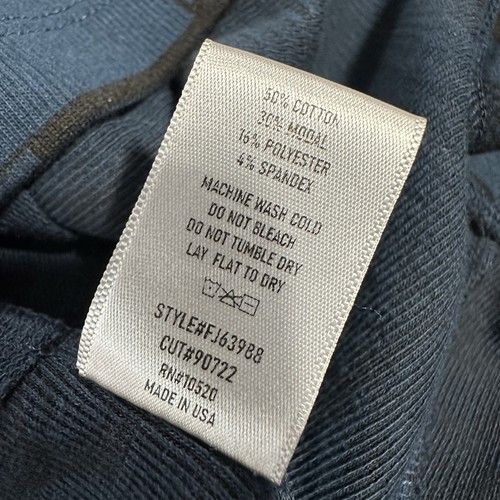 50% COTTON
30% MODAL
16% POLYESTER
4% SPANDEX
MACHINE WASH COLD
DO NOT BLEACH
DO NOT TUMBLE DRY
LAY FLAT TO DRY
STYLE#FJ63988
CUT#90722
RN#10520
MADE IN USA